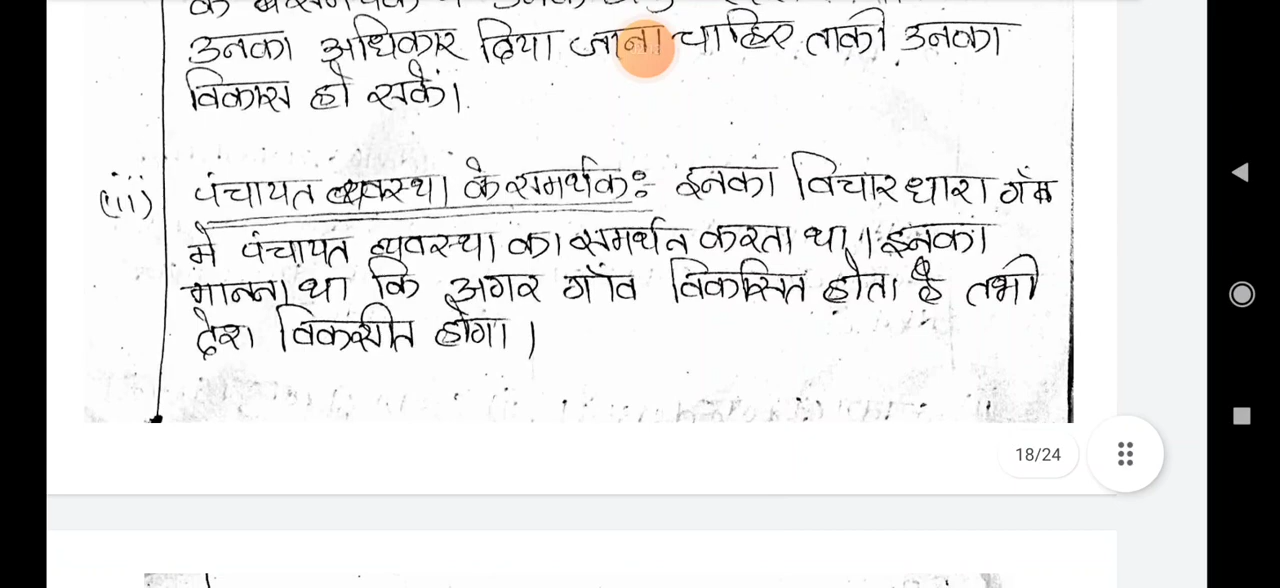 उनका अधिकार दिया जाना चाहिए ताकी उनका
विकास हो सकें।
(ii) पंचायत व्यवस्था के समर्थकः इनका विचारधारा गाँव
में पंचायत व्यवस्था का समर्थन करता था। इनका
मानना था कि अगर गाँव विकसित होता है तभी
देश विकसीत होगा।
18/24